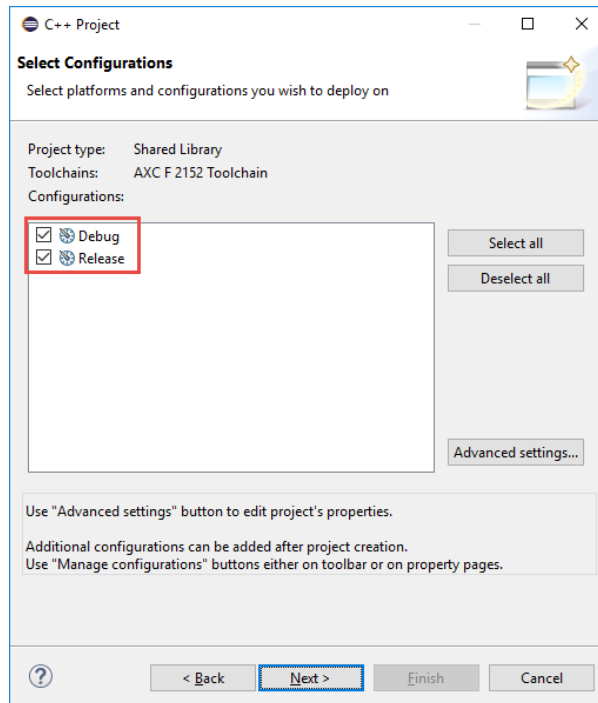 C++ Project
Select Configurations
Select platforms and configurations you wish to deploy on
Project type: Shared Library
Toolchains: AXC F 2152 Toolchain
Configurations:
Debug
Release
Select all
Deselect all
Advanced settings...
Use "Advanced settings" button to edit project's properties.
Additional configurations can be added after project creation.
Use "Manage configurations" buttons either on toolbar or on property pages.
? < Back Next > Finish Cancel